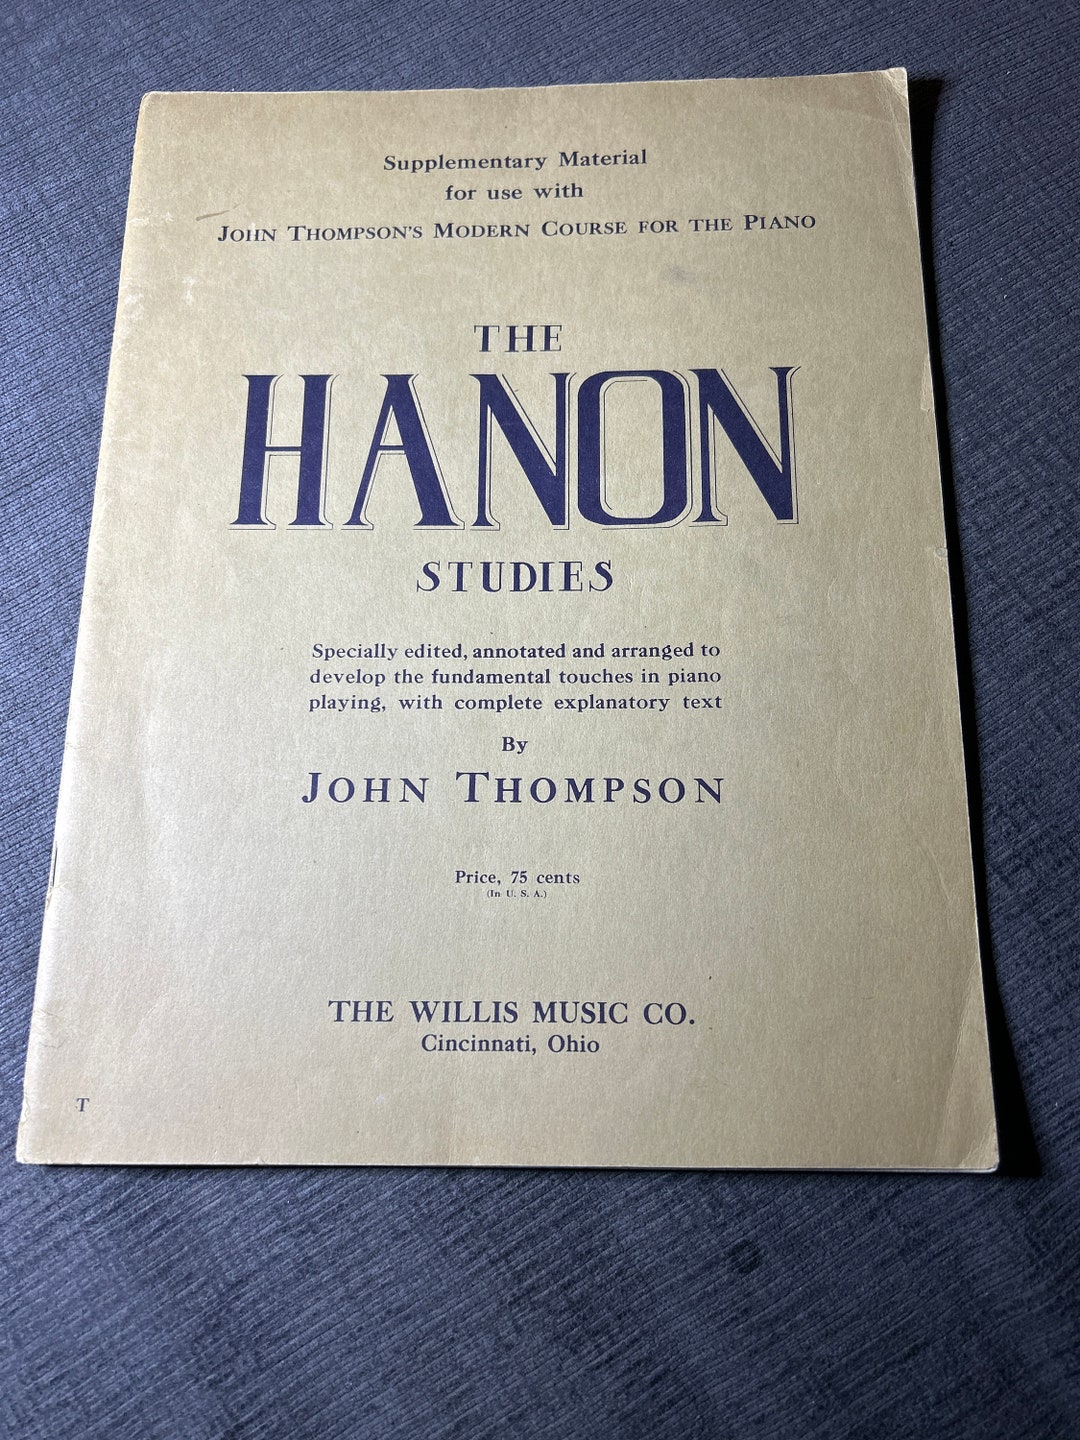 Supplementary Material
for use with
JOHN THOMPSON'S MODERN COURSE FOR THE PIANO
THE
HANON
STUDIES
Specially edited, annotated and arranged to
develop the fundamental touches in piano
playing, with complete explanatory text
By
JOHN THOMPSON
Price, 75 cents
(In U. S. A.)
THE WILLIS MUSIC CO.
Cincinnati, Ohio
T